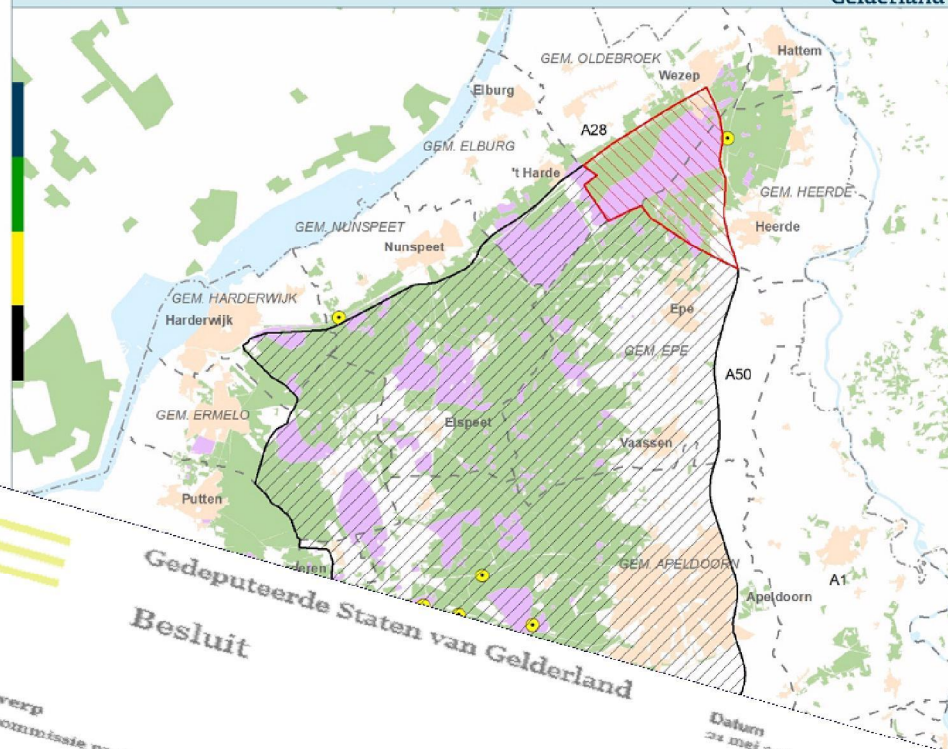 Gelderland
Hattem
GEM. OLDEBROEK
Wezep
Elburg
A28
GEM. ELBURG
't Harde
GEM. HEERDE
GEM. NUNSPEET
Heerde
Nunspeet
GEM. HARDERWIJK
Harderwijk
Epe
GEM. EPE
A50
GEM. ERMELO
Elspeet
Vaassen
Putten
GEM. APELDOORN
A1
Apeldoorn
Gedeputeerde Staten van Gelderland
Besluit
Datum